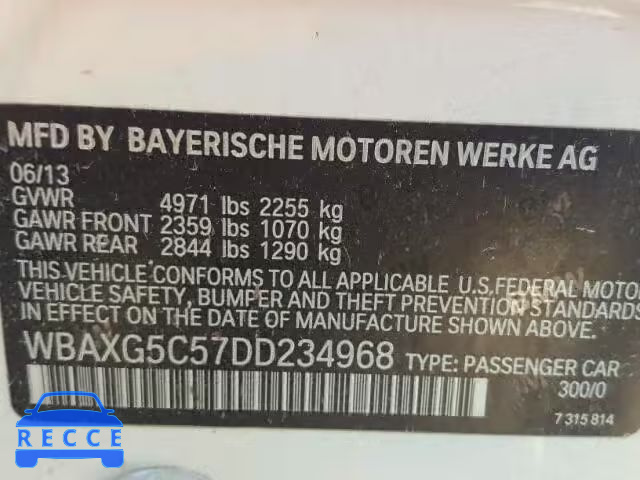 MFD BY BAYERISCHE MOTOREN WERKE AG
06/13
GVWR 4971 lbs 2255 kg
GAWR FRONT 2359 lbs 1070 kg
GAWR REAR 2844 lbs 1290 kg
THIS VEHICLE CONFORMS TO ALL APPLICABLE U.S.FEDERAL MOTO
VEHICLE SAFETY, BUMPER AND THEFT PREVENTION STANDARDS
IN EFFECT ON THE DATE OF MANUFACTURE SHOWN ABOVE.
WBAXG5C57DD234968 TYPE: PASSENGER CAR
300/0
7 315 814
RECCE